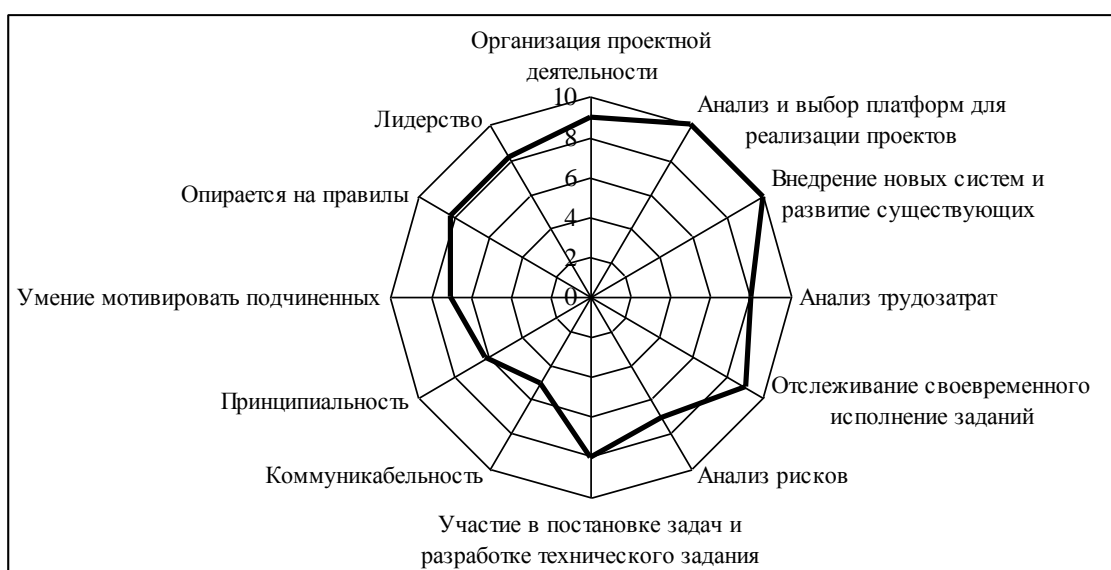 Организация проектной
деятельности
Анализ и выбор платформ для
реализации проектов
Внедрение новых систем и
развитие существующих
Анализ трудозатрат
Отслеживание своевременного
исполнение заданий
Анализ рисков
Участие в постановке задач и
разработке технического задания
Коммуникабельность
Принципиальность
Умение мотивировать подчиненных
Опирается на правилы
Лидерство
10
8
6
4
2
0